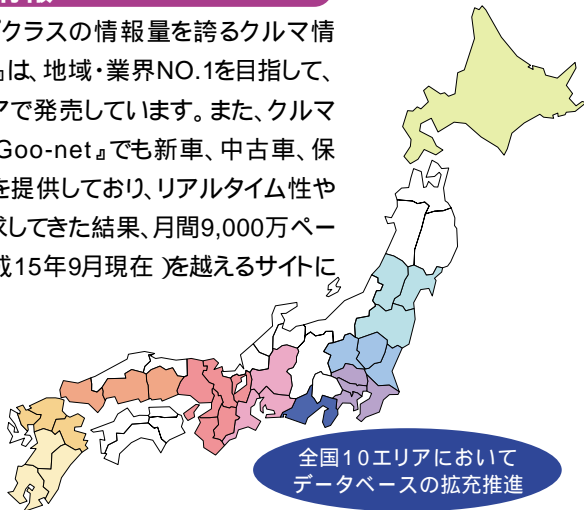 情報
プクラスの情報量を誇るクルマ情
』は、地域・業界NO.1を目指して、
アで発売しています。また、クルマ
Goo-net』でも新車、中古車、保
を提供しており、リアルタイム性や
求してきた結果、月間9,000万ペー
成15年9月現在)を越えるサイトに
全国10エリアにおいて
データベースの拡充推進